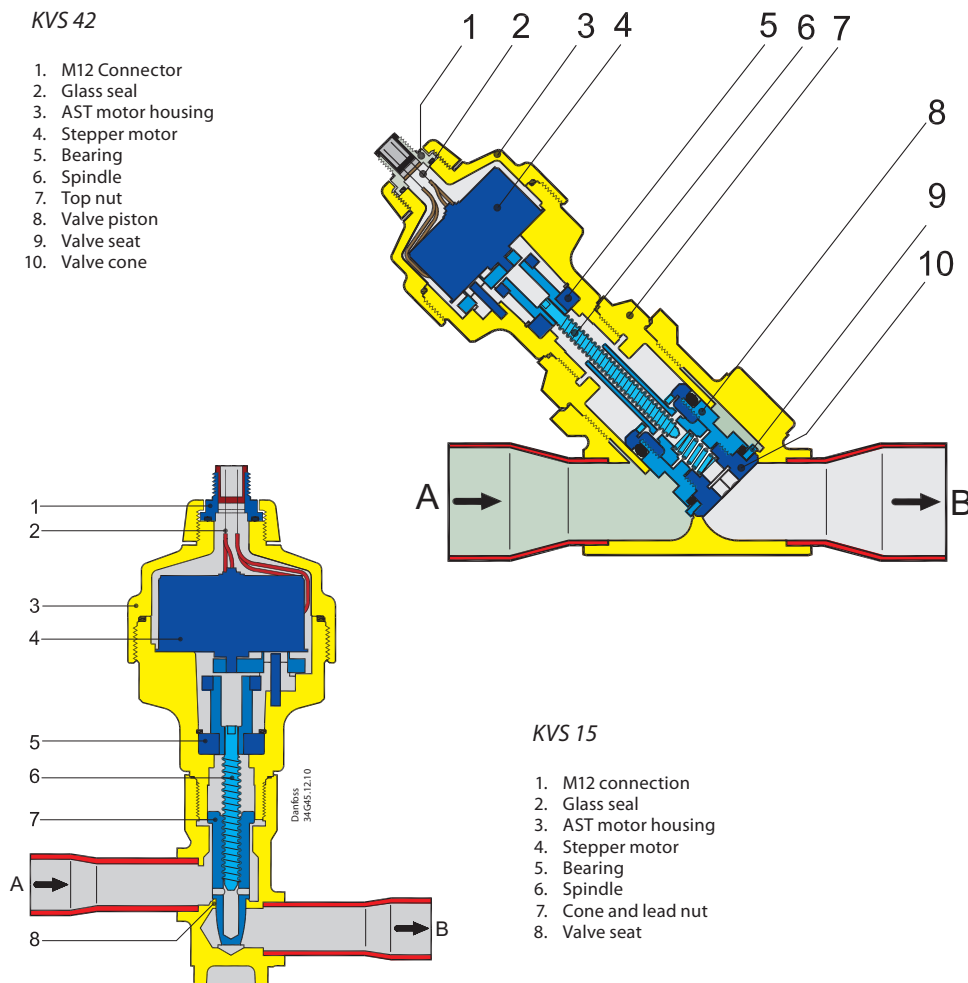 KVS 42
1. M12 Connector
2. Glass seal
3. AST motor housing
4. Stepper motor
5. Bearing
6. Spindle
7. Top nut
8. Valve piston
9. Valve seat
10. Valve cone
1 2 3 4 5 6 7
8
9
10
A
B
1
2
3
4
5
6
7
A
8
B
Danfoss
34G45.12.10
KVS 15
1. M12 connection
2. Glass seal
3. AST motor housing
4. Stepper motor
5. Bearing
6. Spindle
7. Cone and lead nut
8. Valve seat